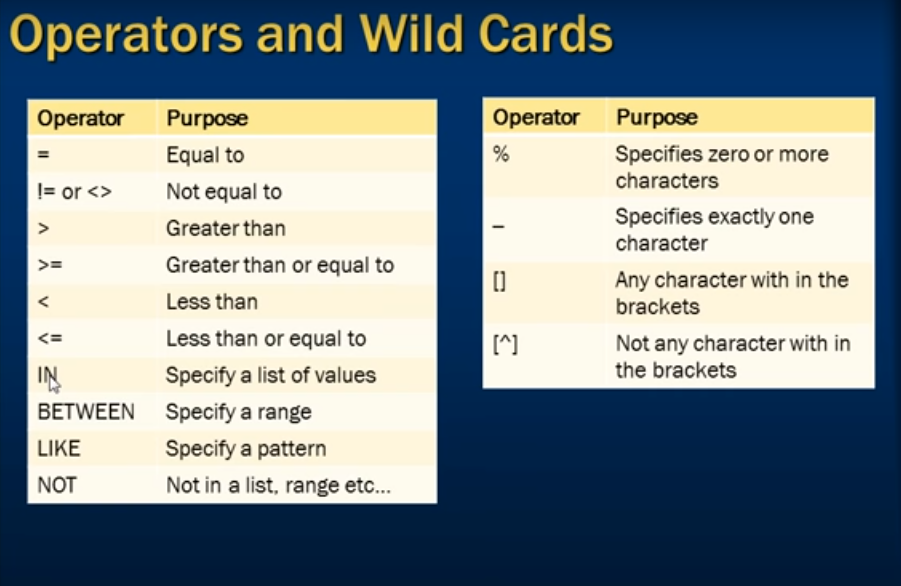 Operators and Wild Cards
Operator Purpose
= Equal to
!= or <> Not equal to
> Greater than
>= Greater than or equal to
< Less than
<= Less than or equal to
IN Specify a list of values
BETWEEN Specify a range
LIKE Specify a pattern
NOT Not in a list, range etc...
Operator Purpose
% Specifies zero or more
characters
_ Specifies exactly one
character
[] Any character with in the
brackets
[^] Not any character with in
the brackets